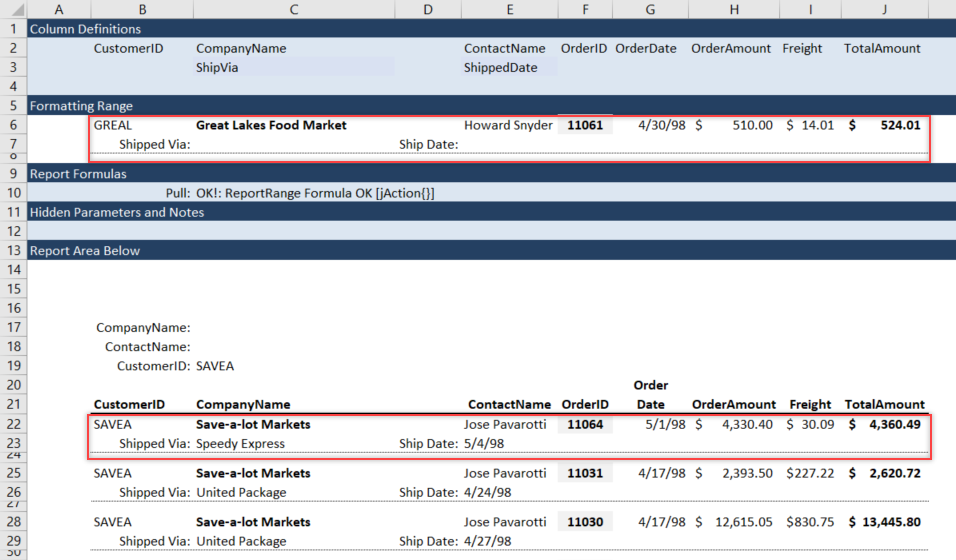 A B C D E F G H I J
1 Column Definitions
2 CustomerID CompanyName ContactName OrderID OrderDate OrderAmount Freight TotalAmount
3 ShipVia ShippedDate
4
5 Formatting Range
6 GREAL Great Lakes Food Market Howard Snyder 11061 4/30/98 $ 510.00 $ 14.01 $ 524.01
7 Shipped Via: Ship Date:
8
9 Report Formulas
10 Pull: OK!: ReportRange Formula OK [jAction{}]
11 Hidden Parameters and Notes
12
13 Report Area Below
14
15
16
17 CompanyName:
18 ContactName:
19 CustomerID: SAVEA
20 Order
21 CustomerID CompanyName ContactName OrderID Date OrderAmount Freight TotalAmount
22 SAVEA Save-a-lot Markets Jose Pavarotti 11064 5/1/98 $ 4,330.40 $ 30.09 $ 4,360.49
23 Shipped Via: Speedy Express Ship Date: 5/4/98
24
25 SAVEA Save-a-lot Markets Jose Pavarotti 11031 4/17/98 $ 2,393.50 $227.22 $ 2,620.72
26 Shipped Via: United Package Ship Date: 4/24/98
27
28 SAVEA Save-a-lot Markets Jose Pavarotti 11030 4/17/98 $ 12,615.05 $830.75 $ 13,445.80
29 Shipped Via: United Package Ship Date: 4/27/98
30